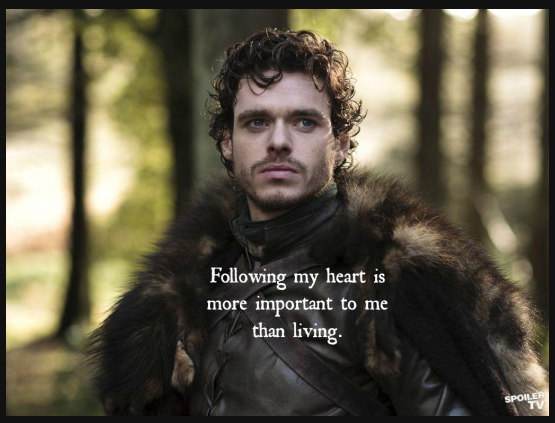 Following my heart is
more important to me
than living.
SPOILER
TV